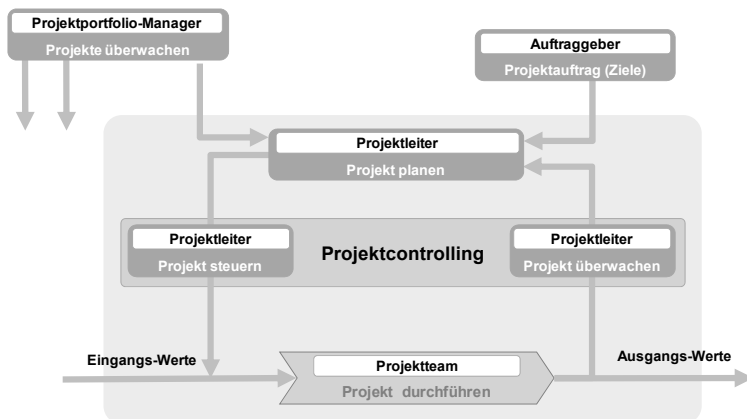 Projektportfolio-Manager
Projekte überwachen
Auftraggeber
Projektauftrag (Ziele)
Projektleiter
Projekt planen
Projektleiter
Projekt steuern
Projektcontrolling
Projektleiter
Projekt überwachen
Eingangs-Werte
Projektteam
Projekt durchführen
Ausgangs-Werte